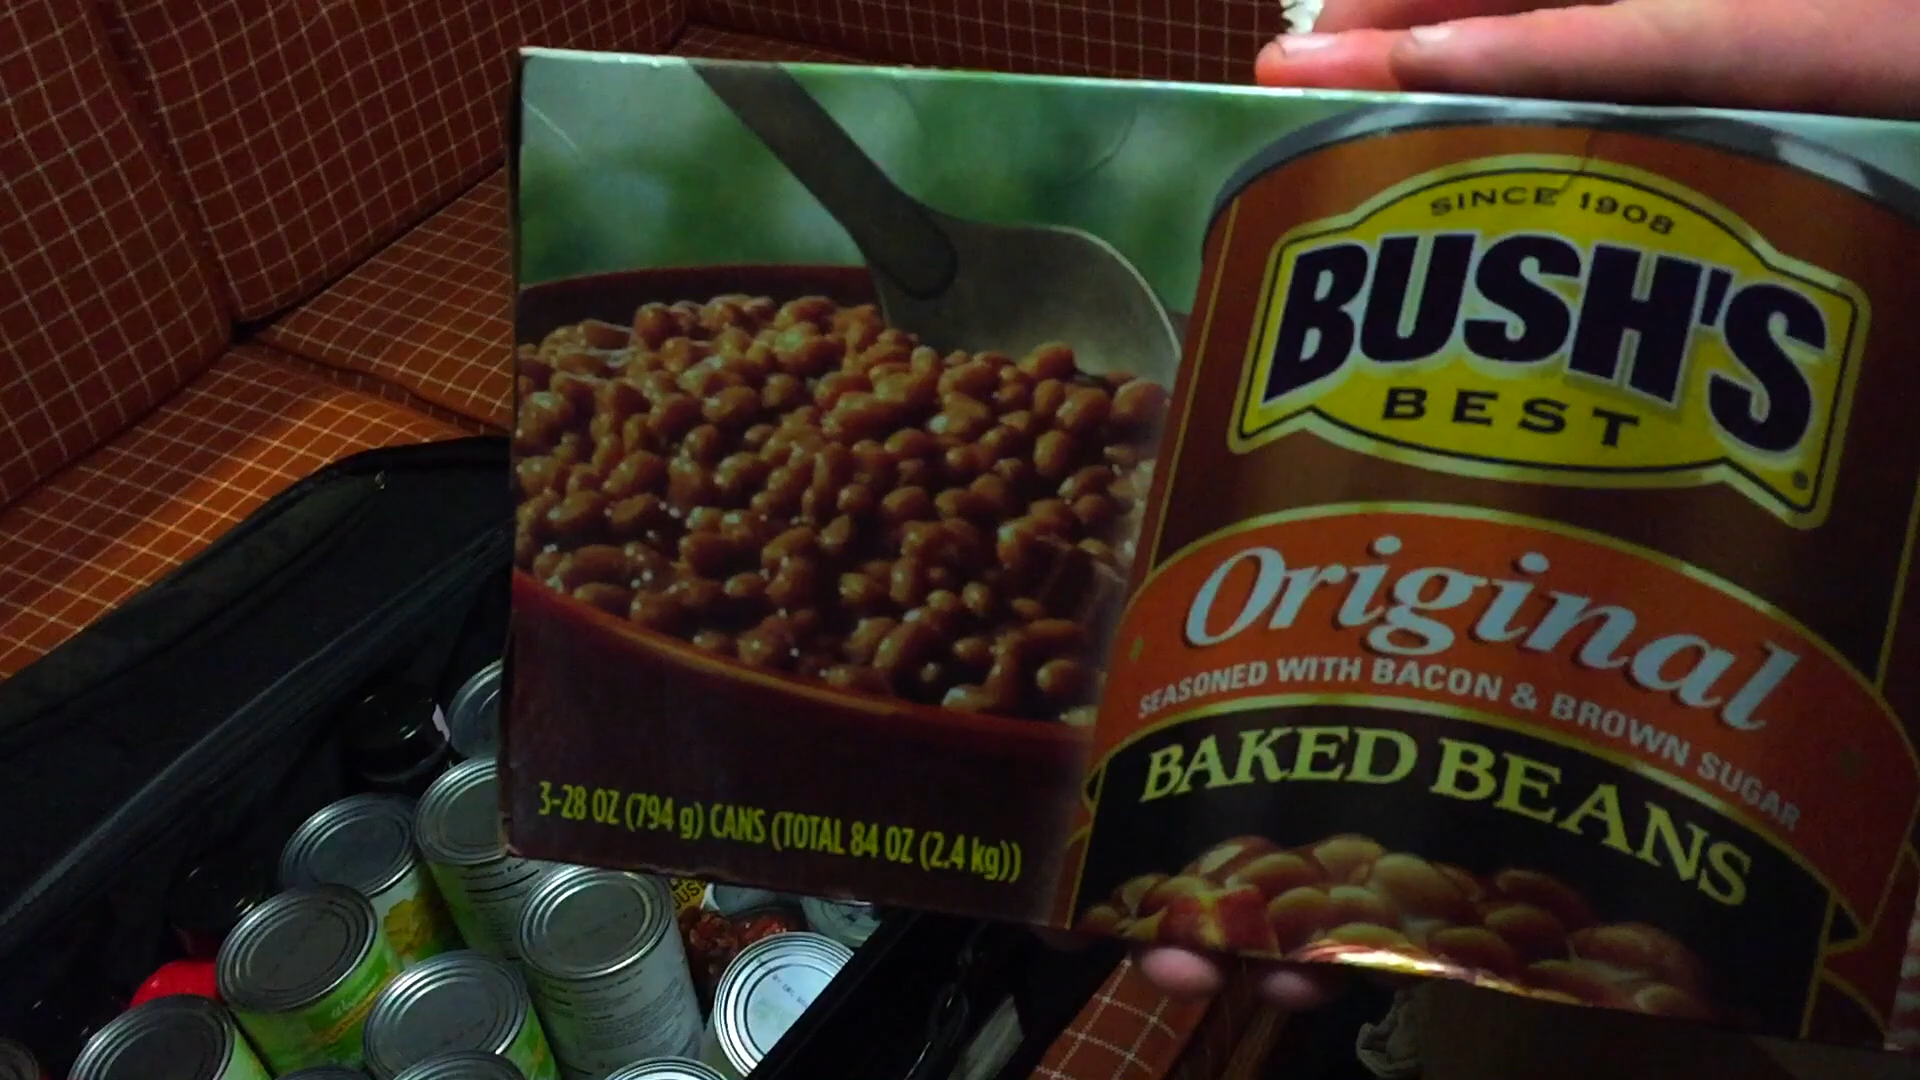 SINCE 1908
BUSH'S
BEST
Original
SEASONED WITH BACON & BROWN SUGAR
BAKED BEANS
3-28 OZ (794 g) CANS (TOTAL 84 OZ (2.4 kg))